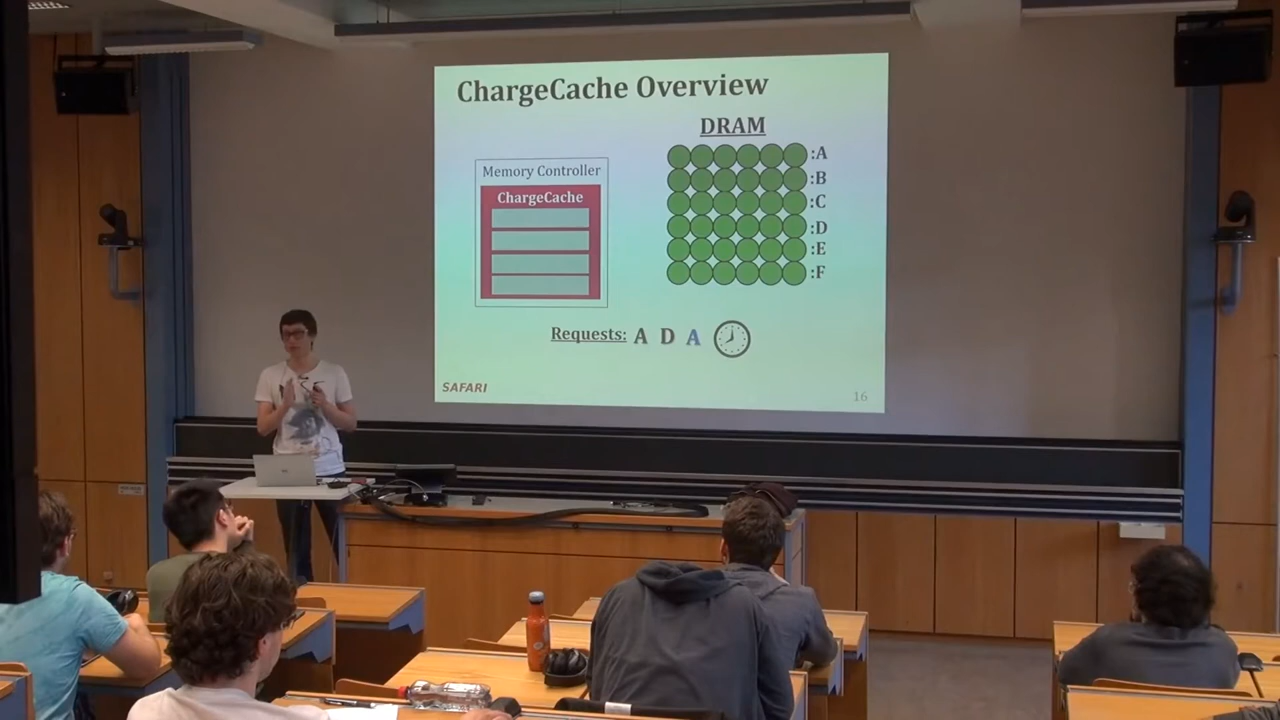 ChargeCache Overview
DRAM
Memory Controller
ChargeCache
:A
:B
:C
:D
:E
:F
Requests: A D A
SAFARI
16